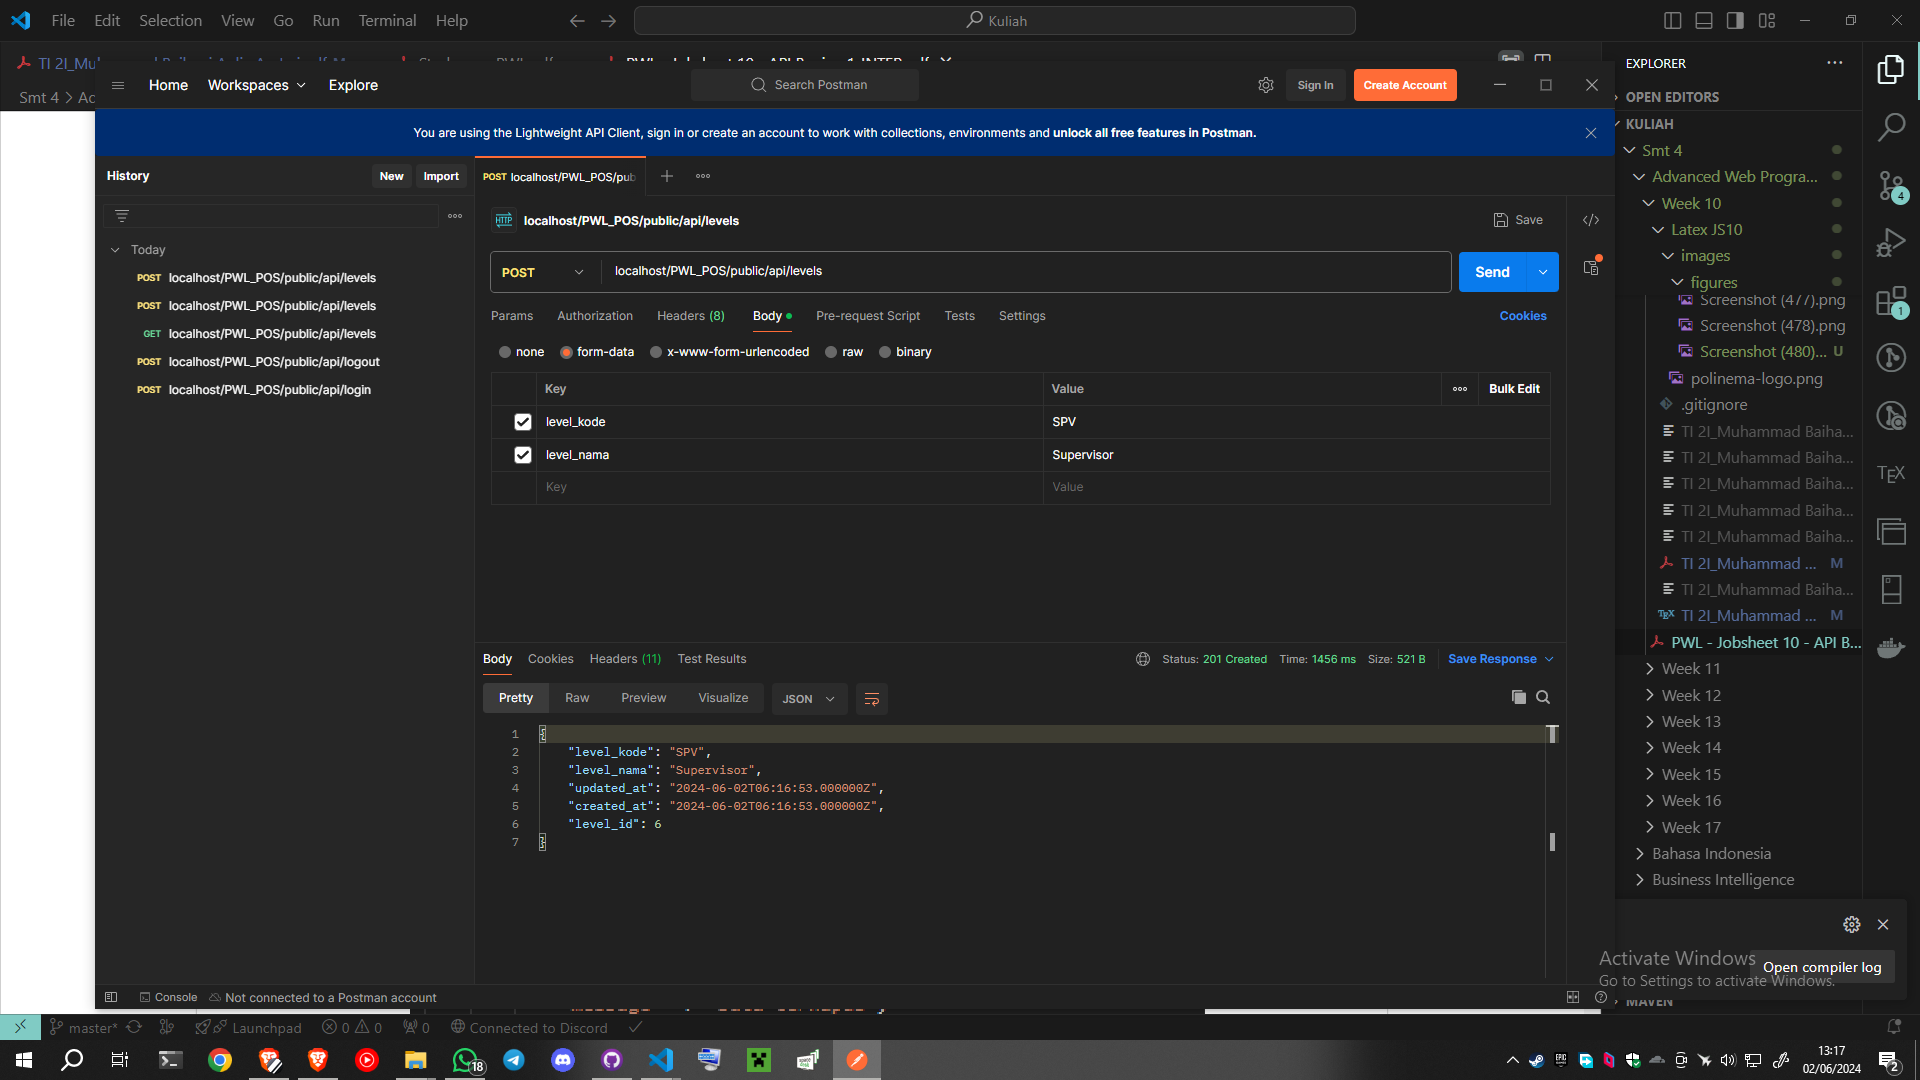 File Edit Selection View Go Run Terminal Help
Kuliah
Smt 4
Home Workspaces Explore
Search Postman
Sign In
Create Account
You are using the Lightweight API Client, sign in or create an account to work with collections, environments and unlock all free features in Postman.
History
New
Import
Today
POST localhost/PWL_POS/public/api/levels
POST localhost/PWL_POS/public/api/levels
GET localhost/PWL_POS/public/api/levels
POST localhost/PWL_POS/public/api/logout
POST localhost/PWL_POS/public/api/login
POST localhost/PWL_POS/pub
HTTP localhost/PWL_POS/public/api/levels
Save
POST localhost/PWL_POS/public/api/levels
Send
Params Authorization Headers (8) Body Pre-request Script Tests Settings Cookies
none form-data x-www-form-urlencoded raw binary
Key Value Bulk Edit
level_kode SPV
level_nama Supervisor
Key Value
Body Cookies Headers (11) Test Results
Status: 201 Created Time: 1456 ms Size: 521 B Save Response
Pretty Raw Preview Visualize JSON
1 {
2 "level_kode": "SPV",
3 "level_nama": "Supervisor",
4 "updated_at": "2024-06-02T06:16:53.000000Z",
5 "created_at": "2024-06-02T06:16:53.000000Z",
6 "level_id": 6
7 }
Console Not connected to a Postman account
EXPLORER
OPEN EDITORS
KULIAH
Smt 4
Advanced Web Progra...
Week 10
Latex JS10
images
figures
Screenshot (477).png
Screenshot (478).png
Screenshot (480)... U
polinema-logo.png
.gitignore
TI 2I_Muhammad Baiha...
TI 2I_Muhammad Baiha...
TI 2I_Muhammad Baiha...
TI 2I_Muhammad Baiha...
TI 2I_Muhammad Baiha...
TI 2I_Muhammad ... M
TI 2I_Muhammad Baiha...
TEX TI 2I_Muhammad ... M
PWL - Jobsheet 10 - API B...
Week 11
Week 12
Week 13
Week 14
Week 15
Week 16
Week 17
Bahasa Indonesia
Business Intelligence
4
1
TEX
Activate Windows
Go to Settings to activate Windows.
Open compiler log
MAVEN
master* Launchpad 0 0 0 Connected to Discord
18
EPIC
13:17
02/06/2024
2